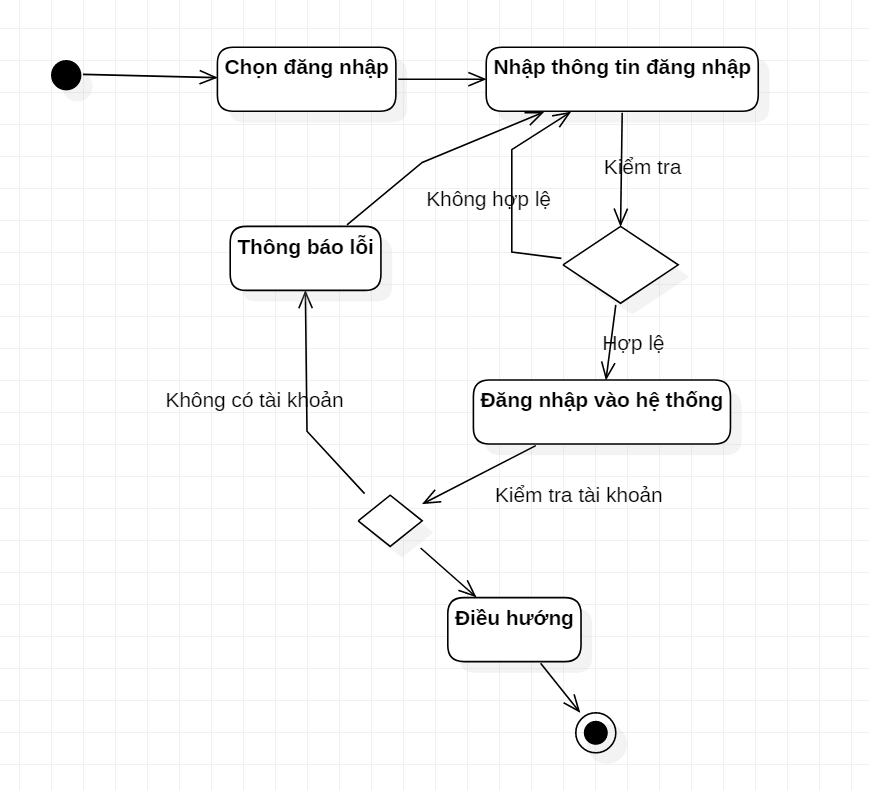 Chọn đăng nhập
Nhập thông tin đăng nhập
Kiểm tra
Không hợp lệ
Thông báo lỗi
Hợp lệ
Không có tài khoản
Đăng nhập vào hệ thống
Kiểm tra tài khoản
Điều hướng